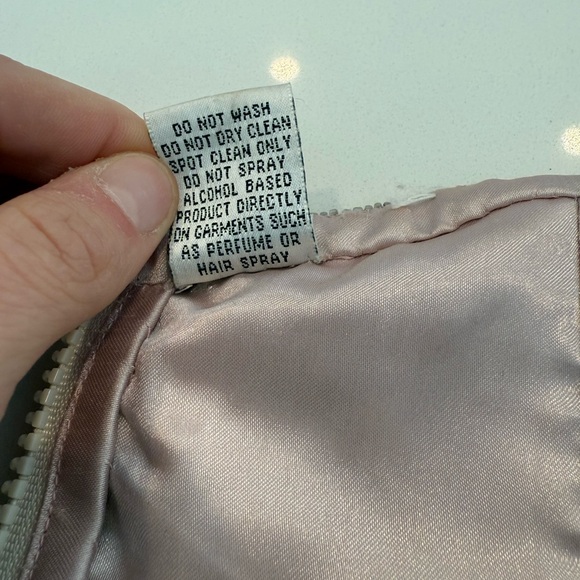 DO NOT WASH
DO NOT DRY CLEAN
SPOT CLEAN ONLY
DO NOT SPRAY
ALCOHOL BASED
PRODUCT DIRECTLY
ON GARMENTS SUCH
AS PERFUME OR
HAIR SPRAY